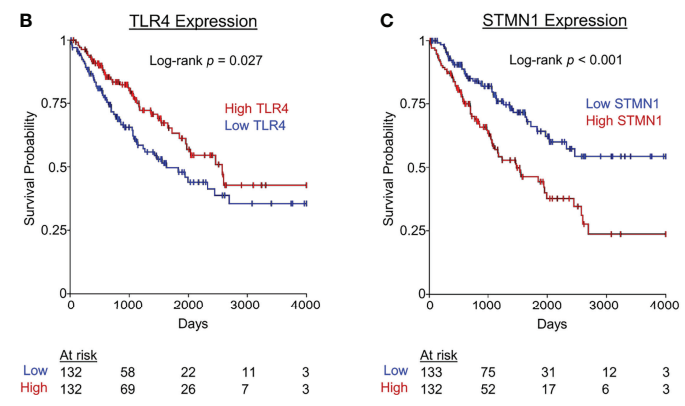 B
TLR4 Expression
Log-rank p = 0.027
High TLR4
Low TLR4
Survival Probability
1
0.75
0.5
0.25
0
0 1000 2000 3000 4000
Days
At risk
Low 132 58 22 11 3
High 132 69 26 7 3
C
STMN1 Expression
Log-rank p < 0.001
Low STMN1
High STMN1
Survival Probability
1
0.75
0.5
0.25
0
0 1000 2000 3000 4000
Days
At risk
Low 133 75 31 12 3
High 132 52 17 6 3